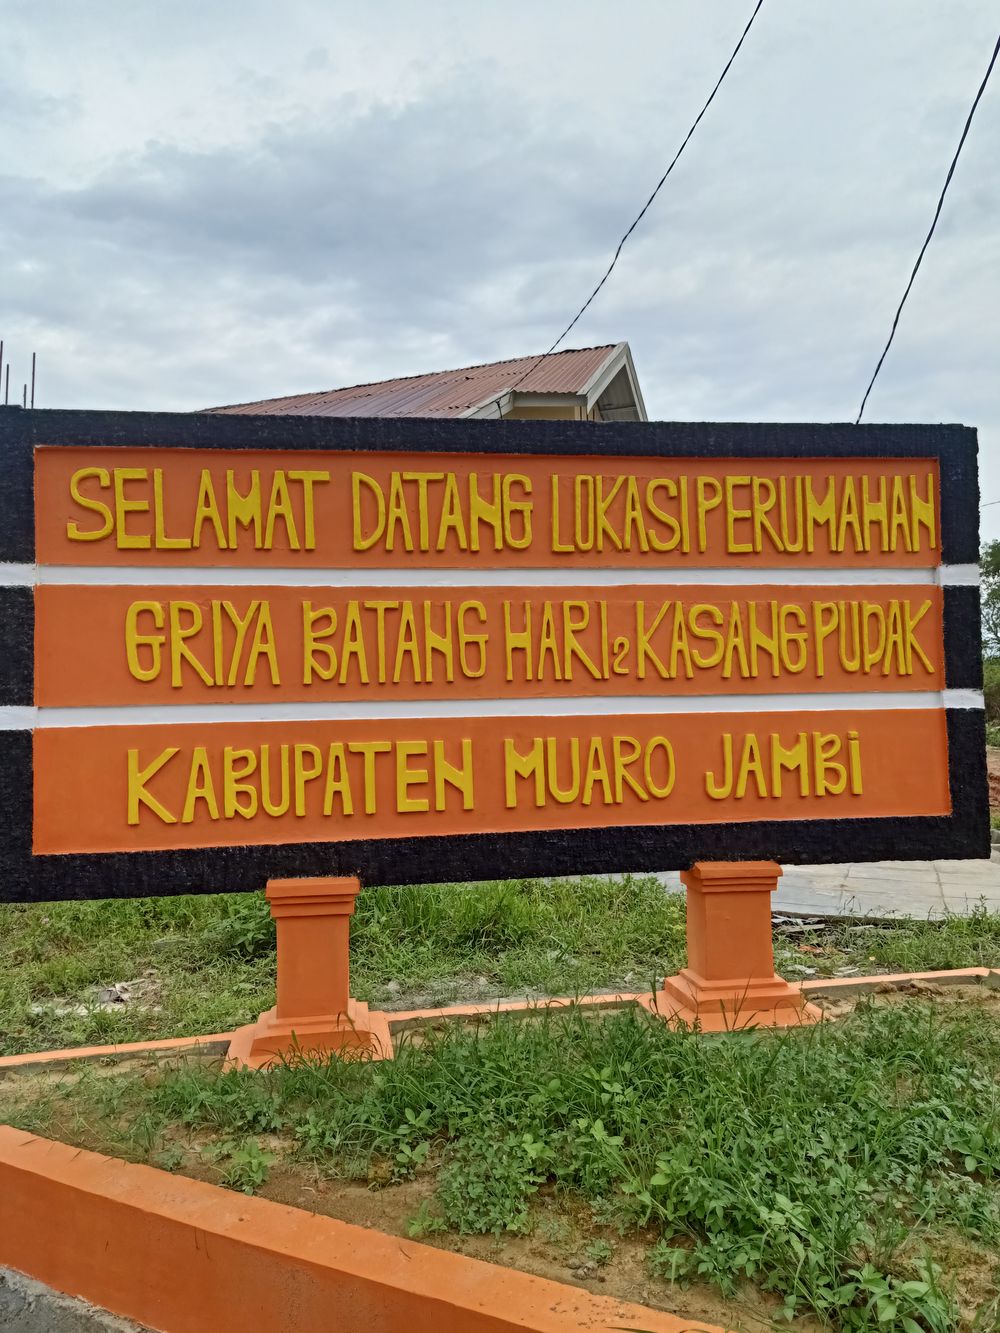 SELAMAT DATANG LOKASI PERUMAHAN
GRIYA BATANG HARI 2 KASANG PUDAK
KABUPATEN MUARO JAMBi